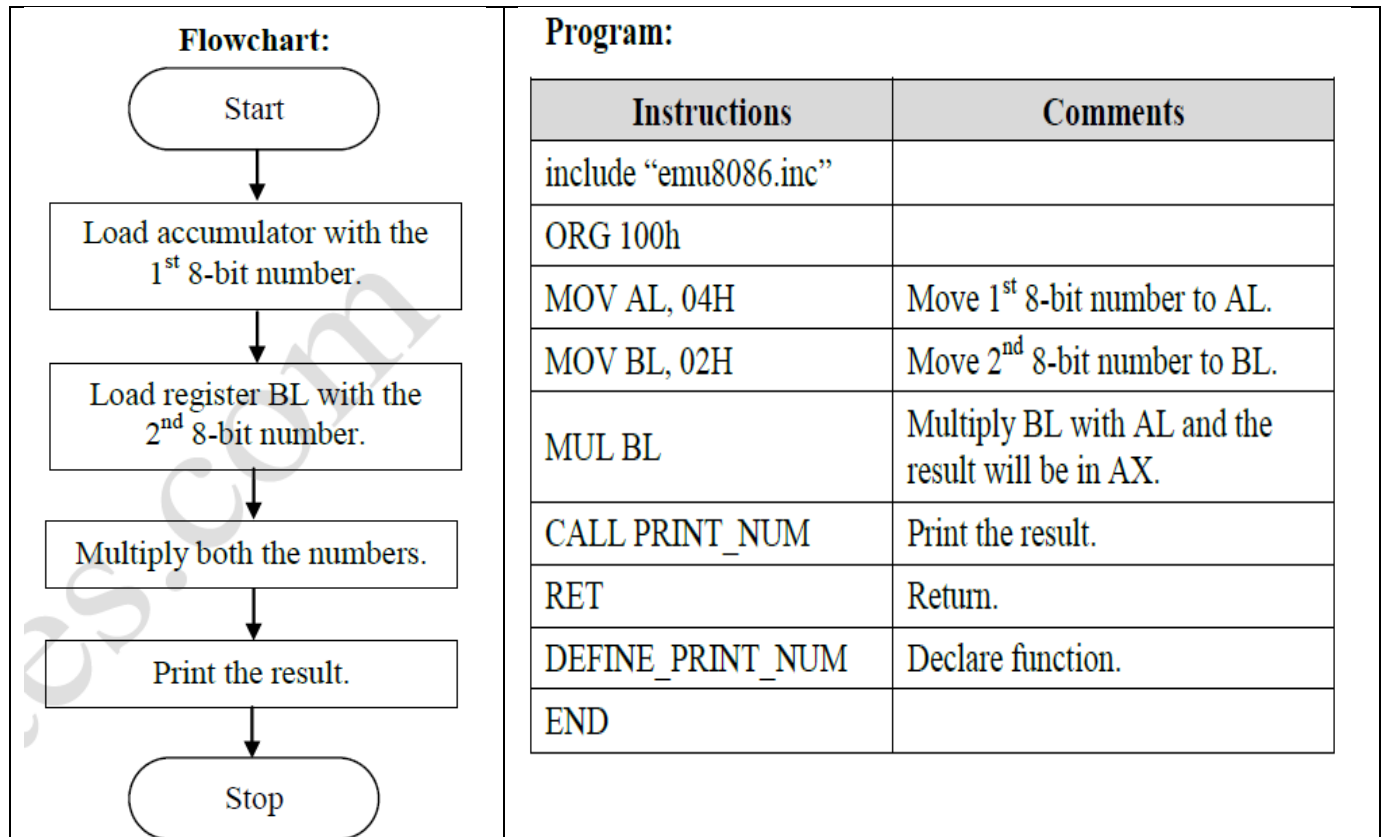 Flowchart:
Start
Load accumulator with the
1st 8-bit number.
Load register BL with the
2nd 8-bit number.
Multiply both the numbers.
Print the result.
Stop
Program:
Instructions Comments
include “emu8086.inc”
ORG 100h
MOV AL, 04H Move 1st 8-bit number to AL.
MOV BL, 02H Move 2nd 8-bit number to BL.
MUL BL Multiply BL with AL and the
result will be in AX.
CALL PRINT_NUM Print the result.
RET Return.
DEFINE_PRINT_NUM Declare function.
END
es.com